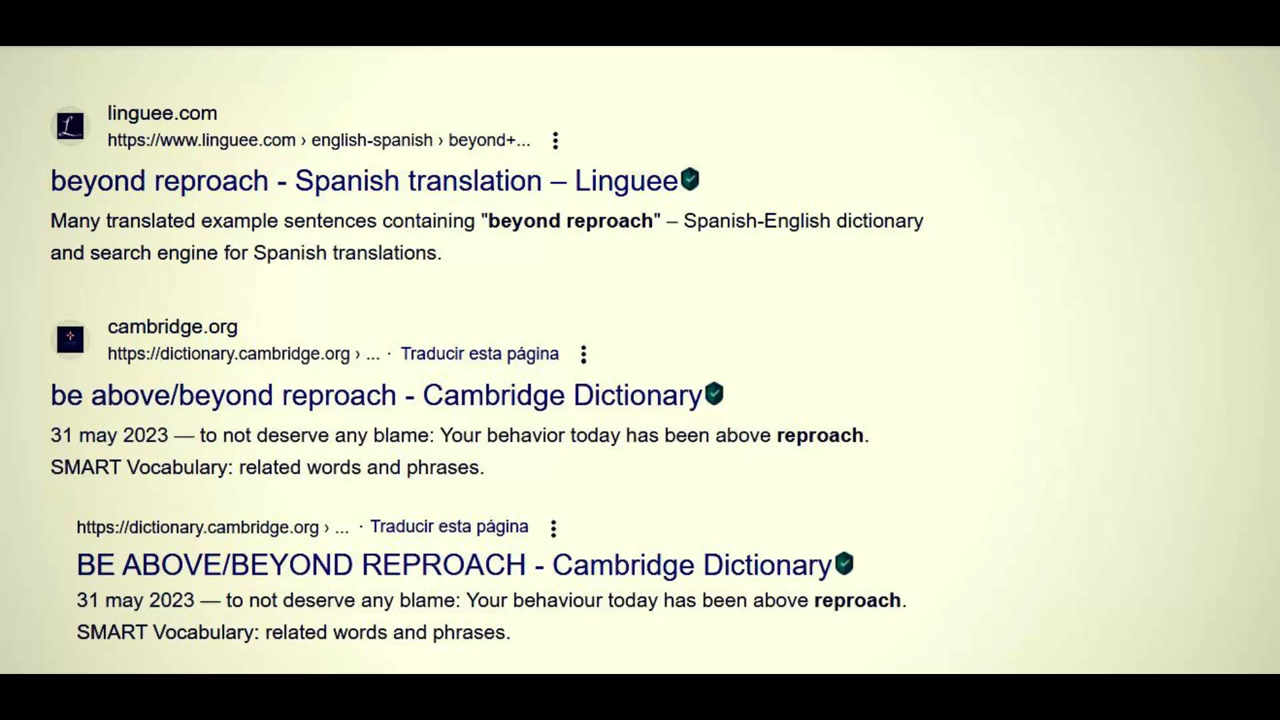 linguee.com
https://www.linguee.com › english-spanish › beyond+...
beyond reproach - Spanish translation – Linguee
Many translated example sentences containing "beyond reproach" – Spanish-English dictionary
and search engine for Spanish translations.
cambridge.org
https://dictionary.cambridge.org › ... · Traducir esta página
be above/beyond reproach - Cambridge Dictionary
31 may 2023 — to not deserve any blame: Your behavior today has been above reproach.
SMART Vocabulary: related words and phrases.
https://dictionary.cambridge.org › ... · Traducir esta página
BE ABOVE/BEYOND REPROACH - Cambridge Dictionary
31 may 2023 — to not deserve any blame: Your behaviour today has been above reproach.
SMART Vocabulary: related words and phrases.